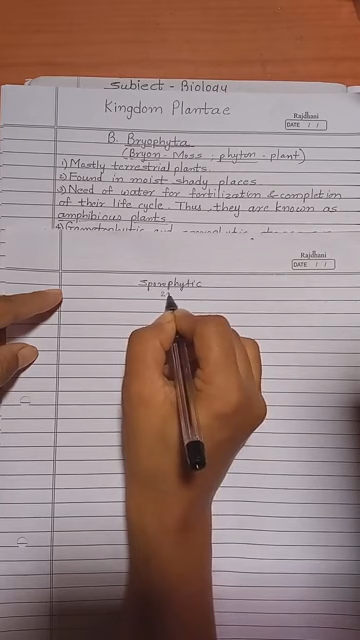 Subject - Biology
Kingdom Plantae
Rajdhani
DATE / /
B. Bryophyta
(Bryon - Moss ; phyton - plant)
1) Mostly terrestrial plants.
2) Found in moist shady places.
3) Need of water for fertilization & completion
of their life cycle. Thus, they are known as
amphibious plants.
Rajdhani
DATE / /
Sporophytic